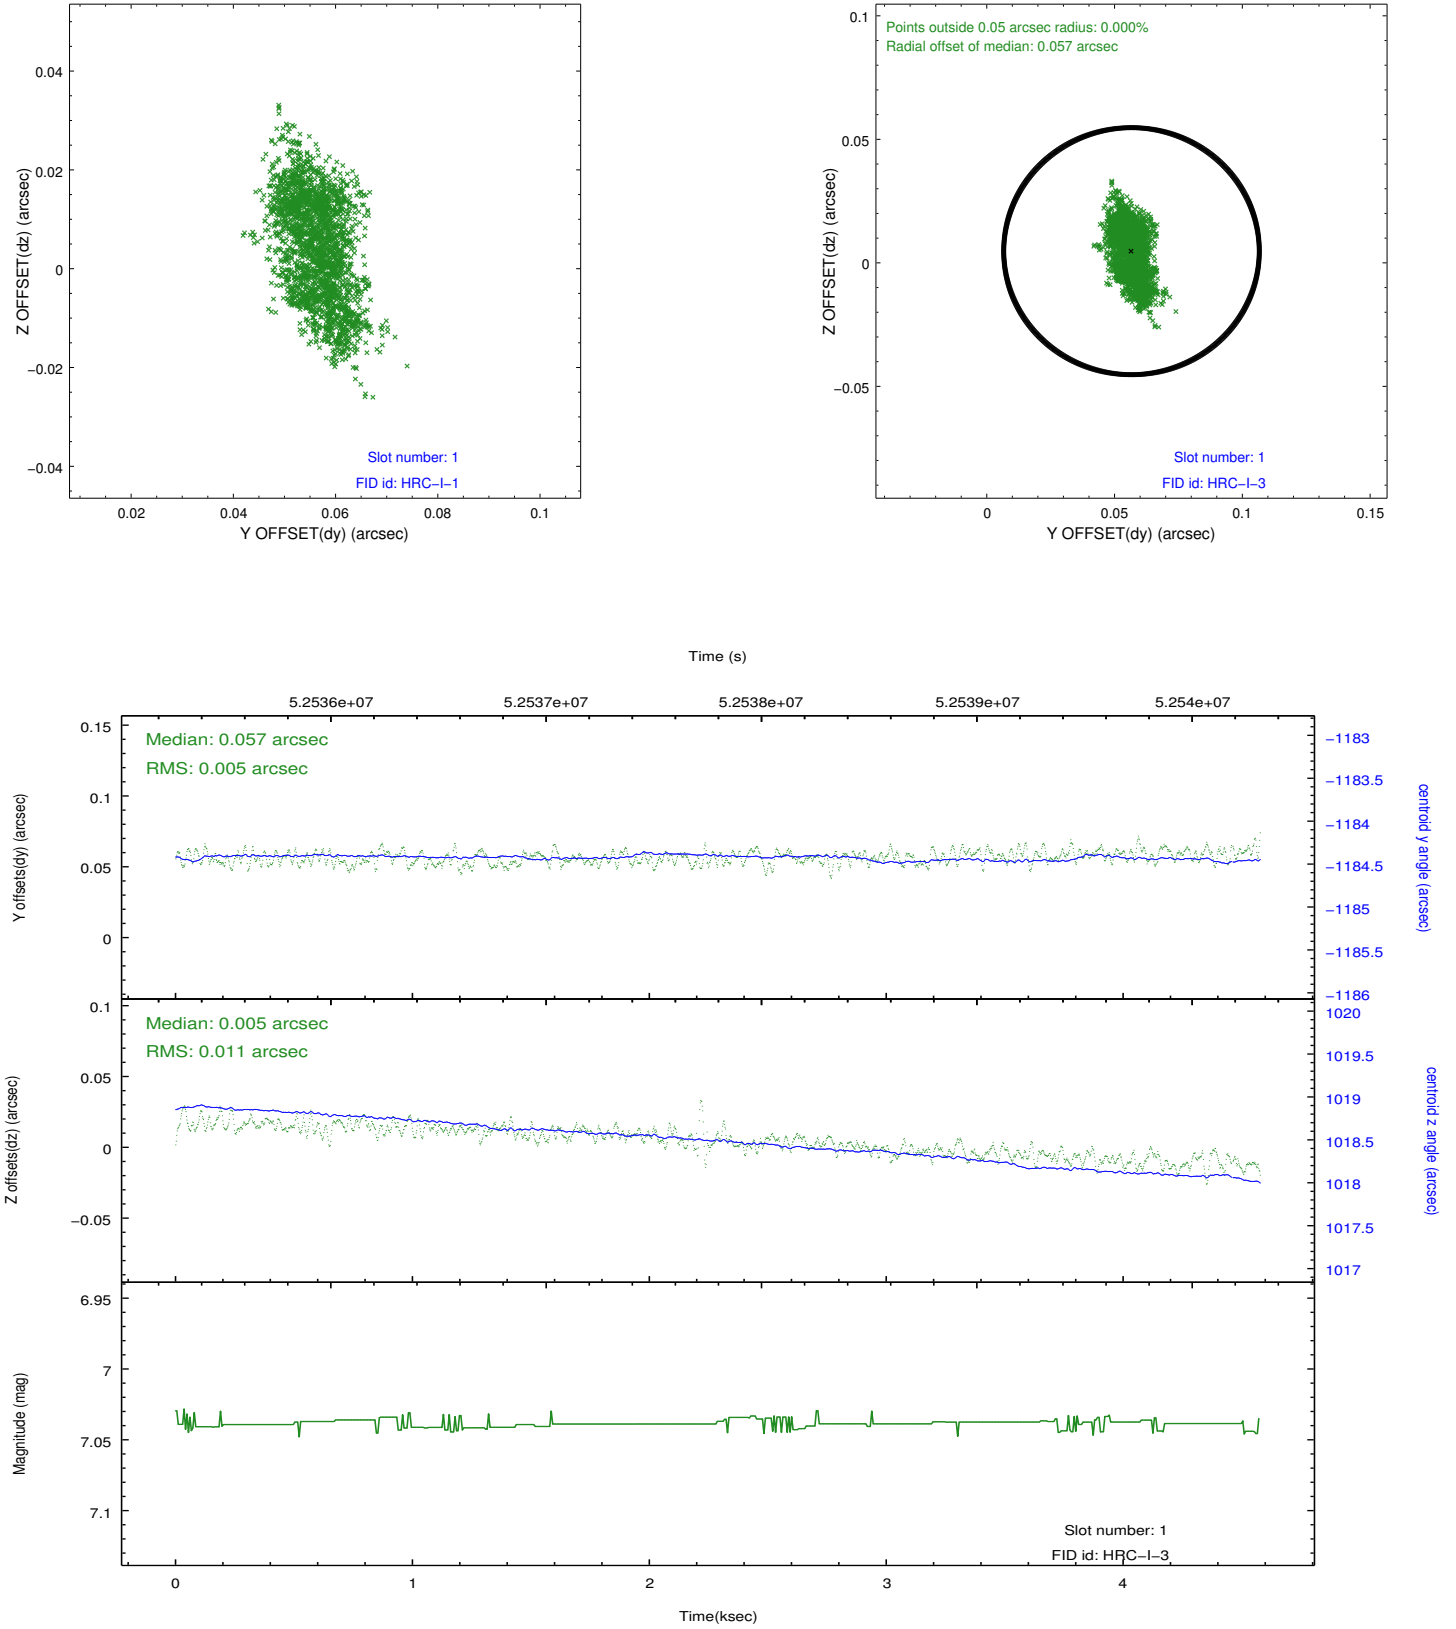 0.04
0.02
0
−0.02
−0.04
Z OFFSET(dz) (arcsec)
Slot number: 1
FID id: HRC−I−1
0.02
0.04
0.06
0.08
0.1
Y OFFSET(dy) (arcsec)
Points outside 0.05 arcsec radius: 0.000%
Radial offset of median: 0.057 arcsec
0.1
0.05
0
−0.05
Z OFFSET(dz) (arcsec)
Slot number: 1
FID id: HRC−I−3
0
0.05
0.1
0.15
Y OFFSET(dy) (arcsec)
Time (s)
5.2536e+07
5.2537e+07
5.2538e+07
5.2539e+07
5.254e+07
Median: 0.057 arcsec
RMS: 0.005 arcsec
0.15
0.1
0.05
0
Y offsets(dy) (arcsec)
−1183
−1183.5
−1184
−1184.5
−1185
−1185.5
−1186
centroid y angle (arcsec)
Median: 0.005 arcsec
RMS: 0.011 arcsec
0.1
0.05
0
−0.05
Z offsets(dz) (arcsec)
1020
1019.5
1019
1018.5
1018
1017.5
1017
centroid z angle (arcsec)
6.95
7
7.05
7.1
Magnitude (mag)
Slot number: 1
FID id: HRC−I−3
0
1
2
3
4
Time(ksec)